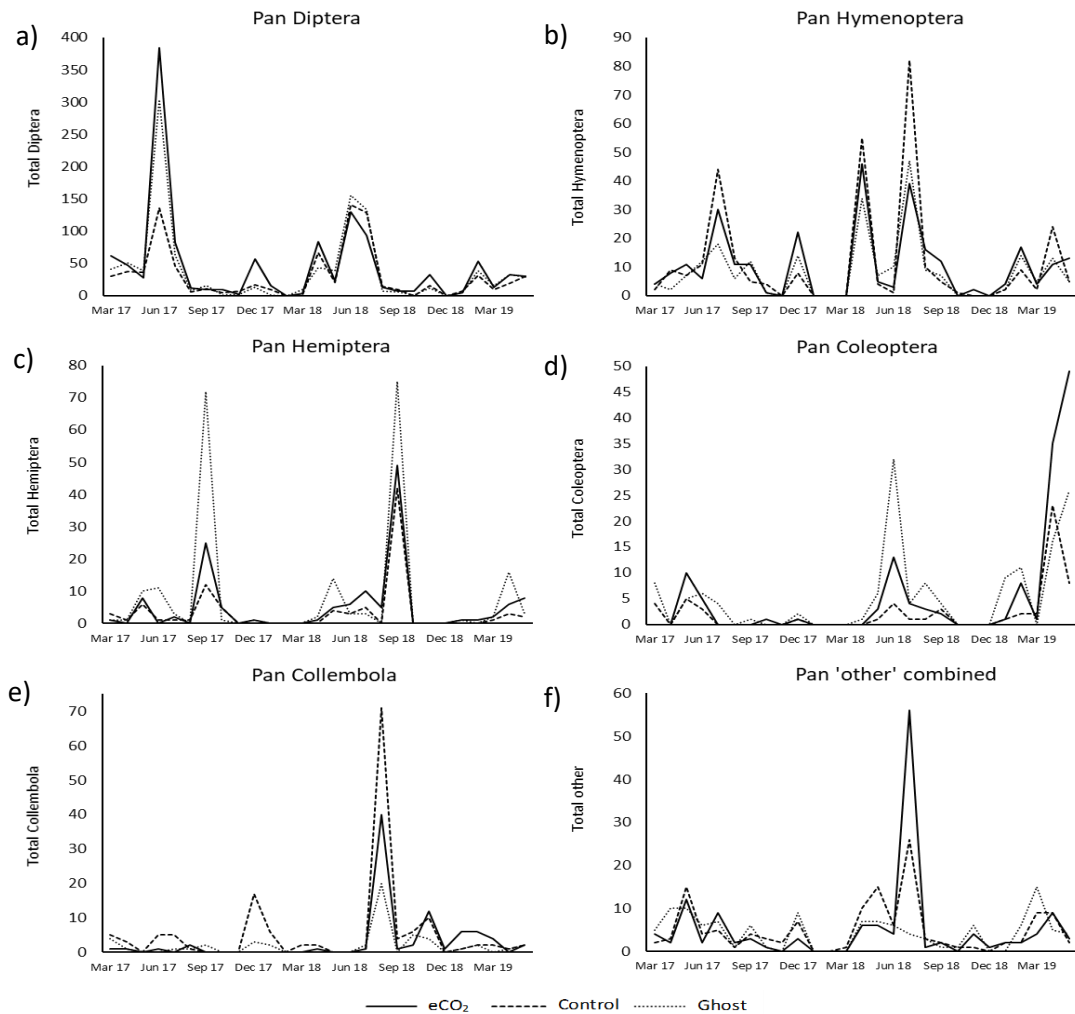 a)
Pan Diptera
Total Diptera
400
350
300
250
200
150
100
50
0
Mar 17 Jun 17 Sep 17 Dec 17 Mar 18 Jun 18 Sep 18 Dec 18 Mar 19
b)
Pan Hymenoptera
Total Hymenoptera
90
80
70
60
50
40
30
20
10
0
Mar 17 Jun 17 Sep 17 Dec 17 Mar 18 Jun 18 Sep 18 Dec 18 Mar 19
c)
Pan Hemiptera
Total Hemiptera
80
70
60
50
40
30
20
10
0
Mar 17 Jun 17 Sep 17 Dec 17 Mar 18 Jun 18 Sep 18 Dec 18 Mar 19
d)
Pan Coleoptera
Total Coleoptera
50
45
40
35
30
25
20
15
10
5
0
Mar 17 Jun 17 Sep 17 Dec 17 Mar 18 Jun 18 Sep 18 Dec 18 Mar 19
e)
Pan Collembola
Total Collembola
70
60
50
40
30
20
10
0
Mar 17 Jun 17 Sep 17 Dec 17 Mar 18 Jun 18 Sep 18 Dec 18 Mar 19
f)
Pan 'other' combined
Total other
60
50
40
30
20
10
0
Mar 17 Jun 17 Sep 17 Dec 17 Mar 18 Jun 18 Sep 18 Dec 18 Mar 19
eCO₂ Control Ghost